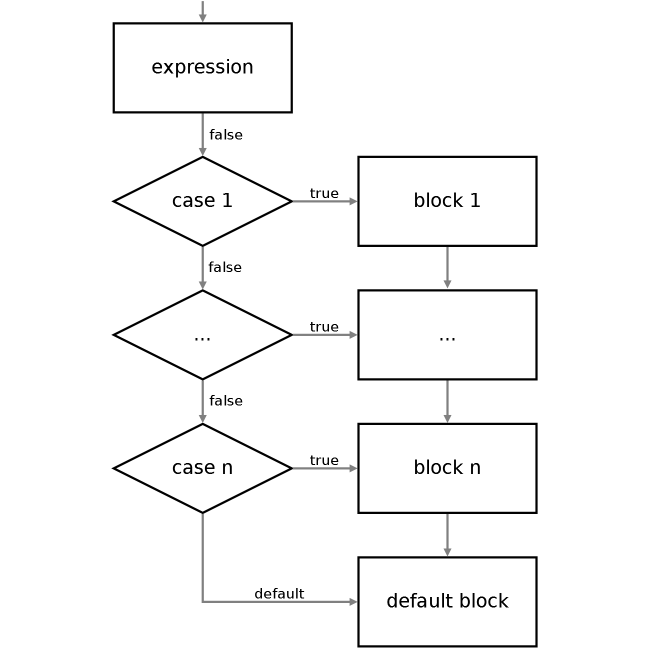 expression
false
case 1
true
block 1
false
...
true
...
false
case n
true
block n
default
default block